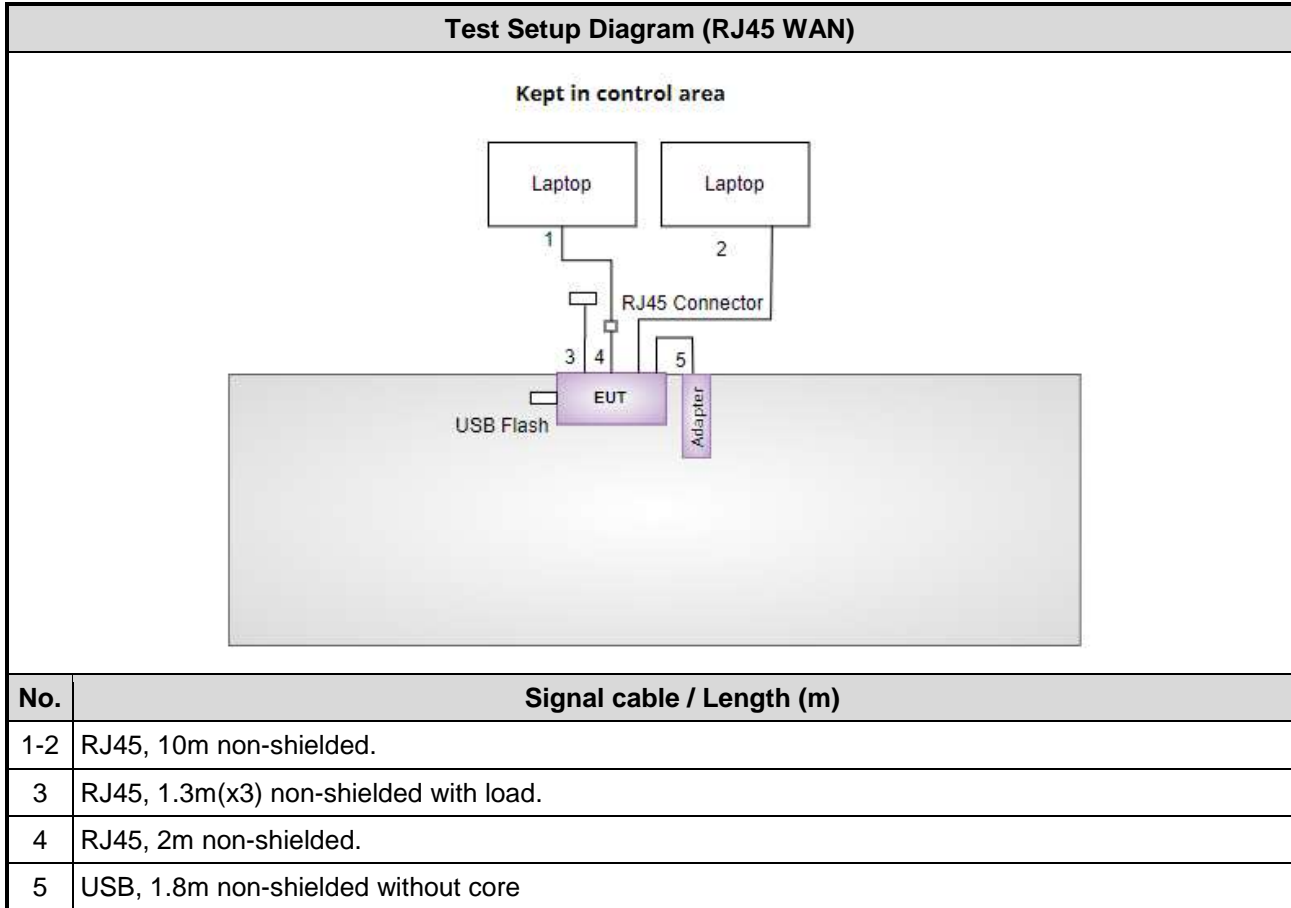 Test Setup Diagram (RJ45 WAN)
Kept in control area
Laptop Laptop
1 2
RJ45 Connector
3 4 5
EUT
Adapter
USB Flash
No. Signal cable / Length (m)
1-2 RJ45, 10m non-shielded.
3 RJ45, 1.3m(x3) non-shielded with load.
4 RJ45, 2m non-shielded.
5 USB, 1.8m non-shielded without core